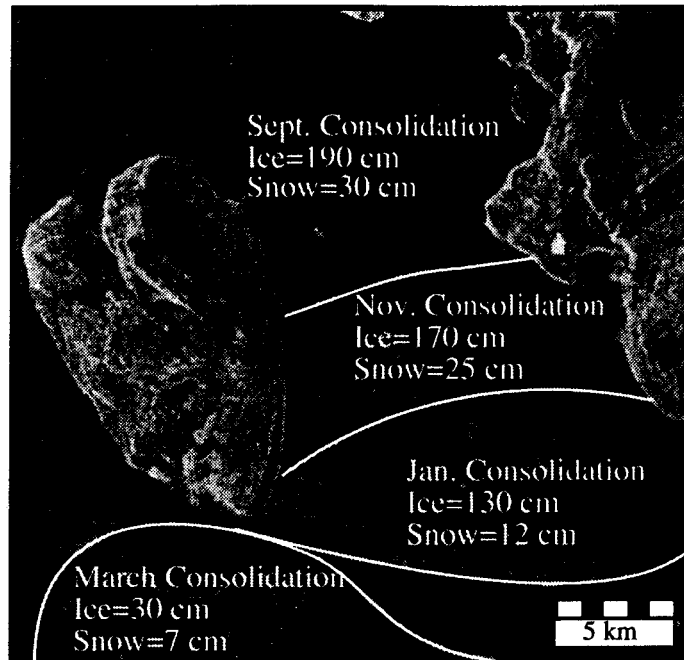 Sept. Consolidation
Ice=190 cm
Snow=30 cm
Nov. Consolidation
Ice=170 cm
Snow=25 cm
Jan. Consolidation
Ice=130 cm
Snow=12 cm
March Consolidation
Ice=30 cm
Snow=7 cm
5 km